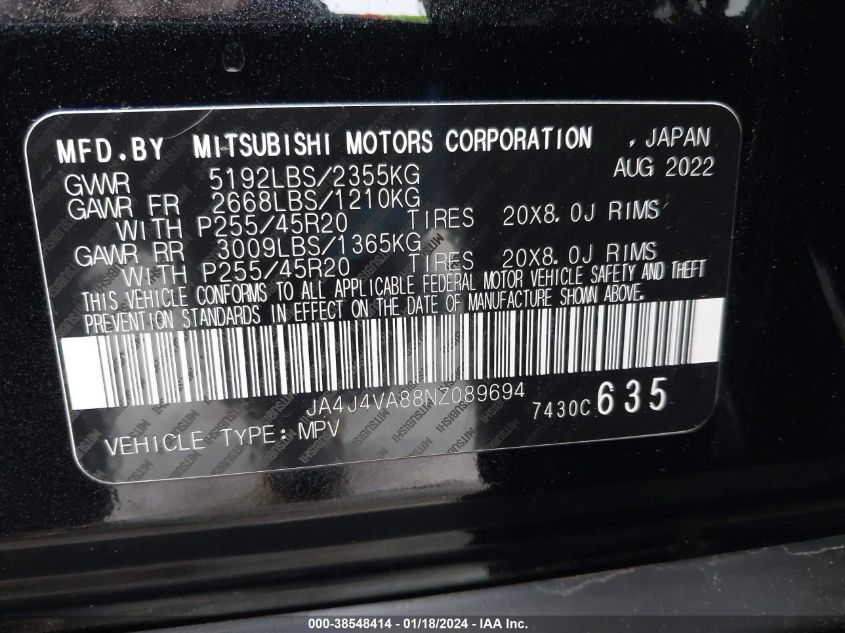 MFD.BY MITSUBISHI MOTORS CORPORATION , JAPAN
GVWR 5192LBS/2355KG AUG 2022
GAWR FR 2668LBS/1210KG
WITH P255/45R20 TIRES 20X8.0J RIMS
GAWR RR 3009LBS/1365KG
WITH P255/45R20 TIRES 20X8.0J RIMS
THIS VEHICLE CONFORMS TO ALL APPLICABLE FEDERAL MOTOR VEHICLE SAFETY AND THEFT
PREVENTION STANDARDS IN EFFECT ON THE DATE OF MANUFACTURE SHOWN ABOVE.
JA4J4VA88NZ089694 7430C 635
VEHICLE TYPE: MPV
000-38548414 - 01/18/2024 - IAA Inc.